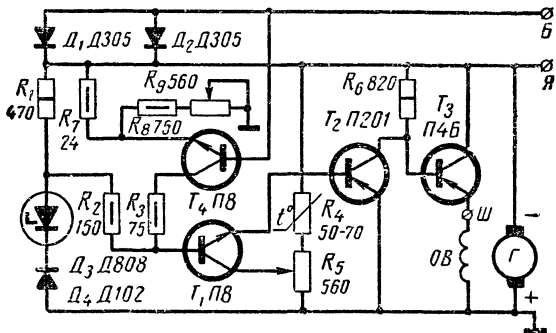 Д₁ Д305
Д₂ Д305
Б
Я
R₁
470
R₇
24
R₉ 560
R₈ 750
R₆ 820
T₂ П201
T₃
П4Б
T₄ П8
R₂
150
R₃
75
t°
R₄
50-70
Ш
ОВ
Г
−
+
Д₃ Д808
Д₄ Д102
T₁ П8
R₅
560